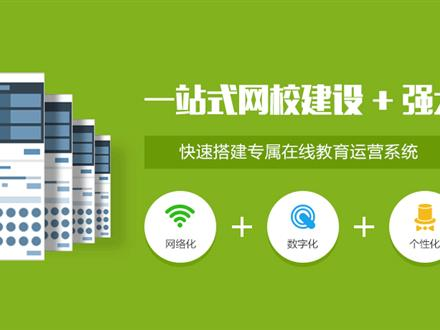 一站式网校建设 + 强
快速搭建专属在线教育运营系统
网络化 + 数字化 + 个性化